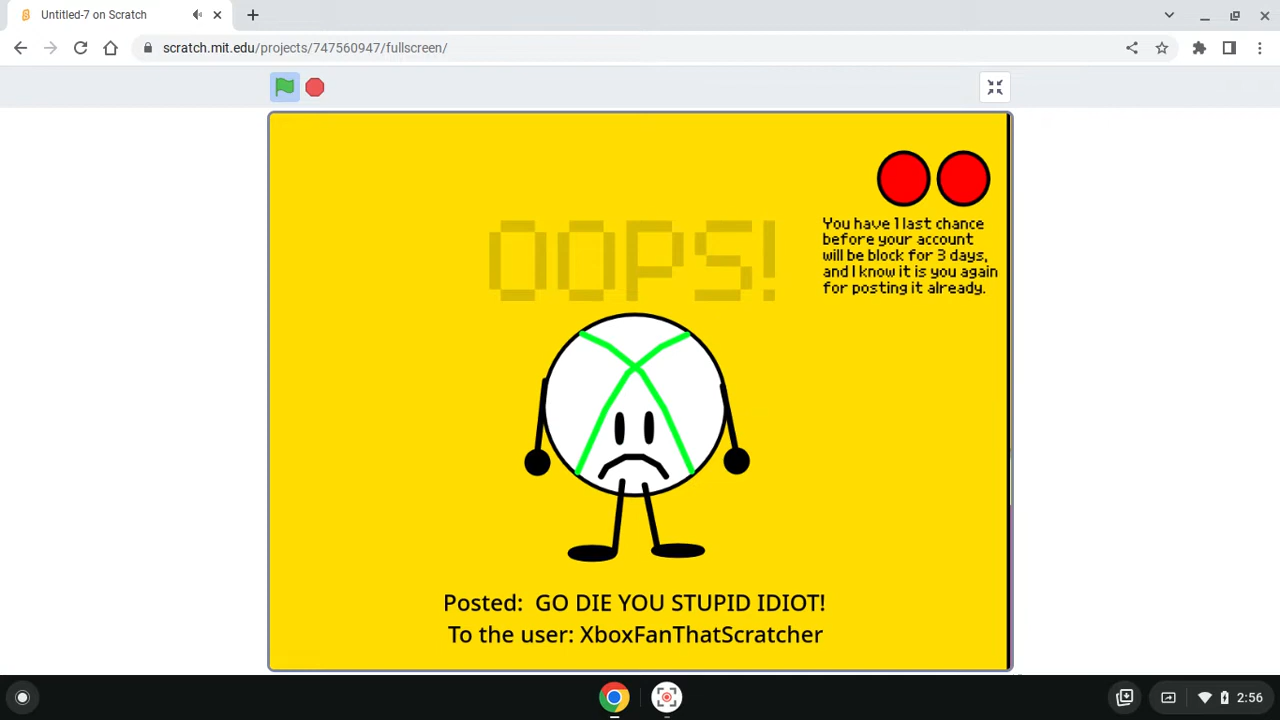 Untitled-7 on Scratch
scratch.mit.edu/projects/747560947/fullscreen/
OOPS!
You have 1 last chance
before your account
will be block for 3 days,
and I know it is you again
for posting it already.
Posted: GO DIE YOU STUPID IDIOT!
To the user: XboxFanThatScratcher
2:56